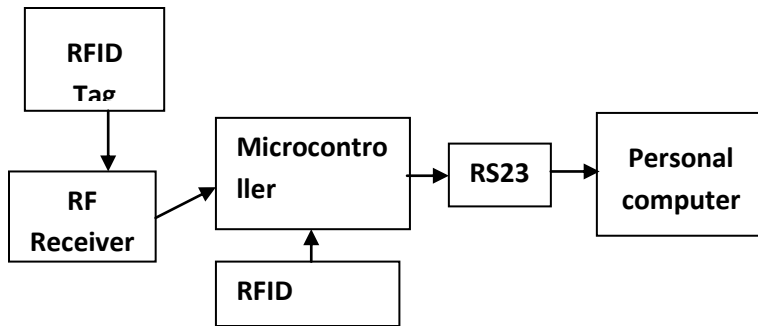 RFID
Tag
Microcontro
ller
RS23
Personal
computer
RF
Receiver
RFID